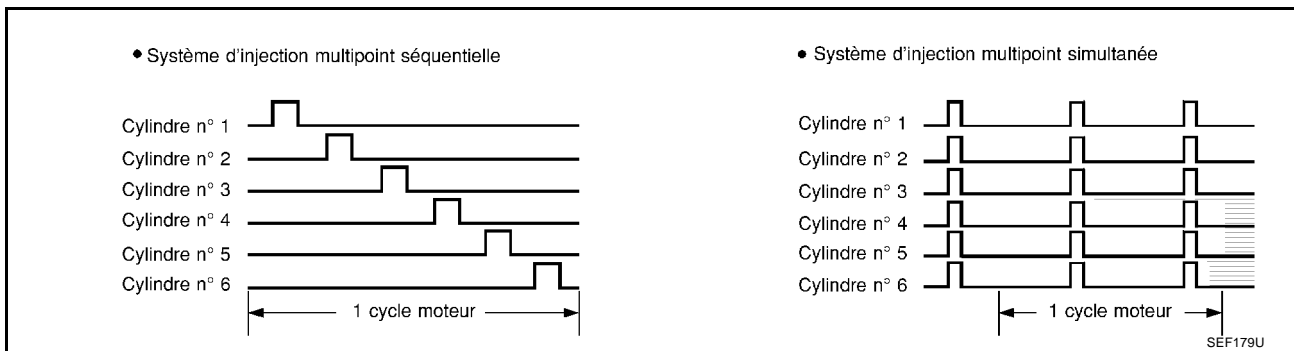 • Système d'injection multipoint séquentielle
Cylindre n° 1
Cylindre n° 2
Cylindre n° 3
Cylindre n° 4
Cylindre n° 5
Cylindre n° 6
1 cycle moteur
• Système d'injection multipoint simultanée
Cylindre n° 1
Cylindre n° 2
Cylindre n° 3
Cylindre n° 4
Cylindre n° 5
Cylindre n° 6
1 cycle moteur
SEF179U